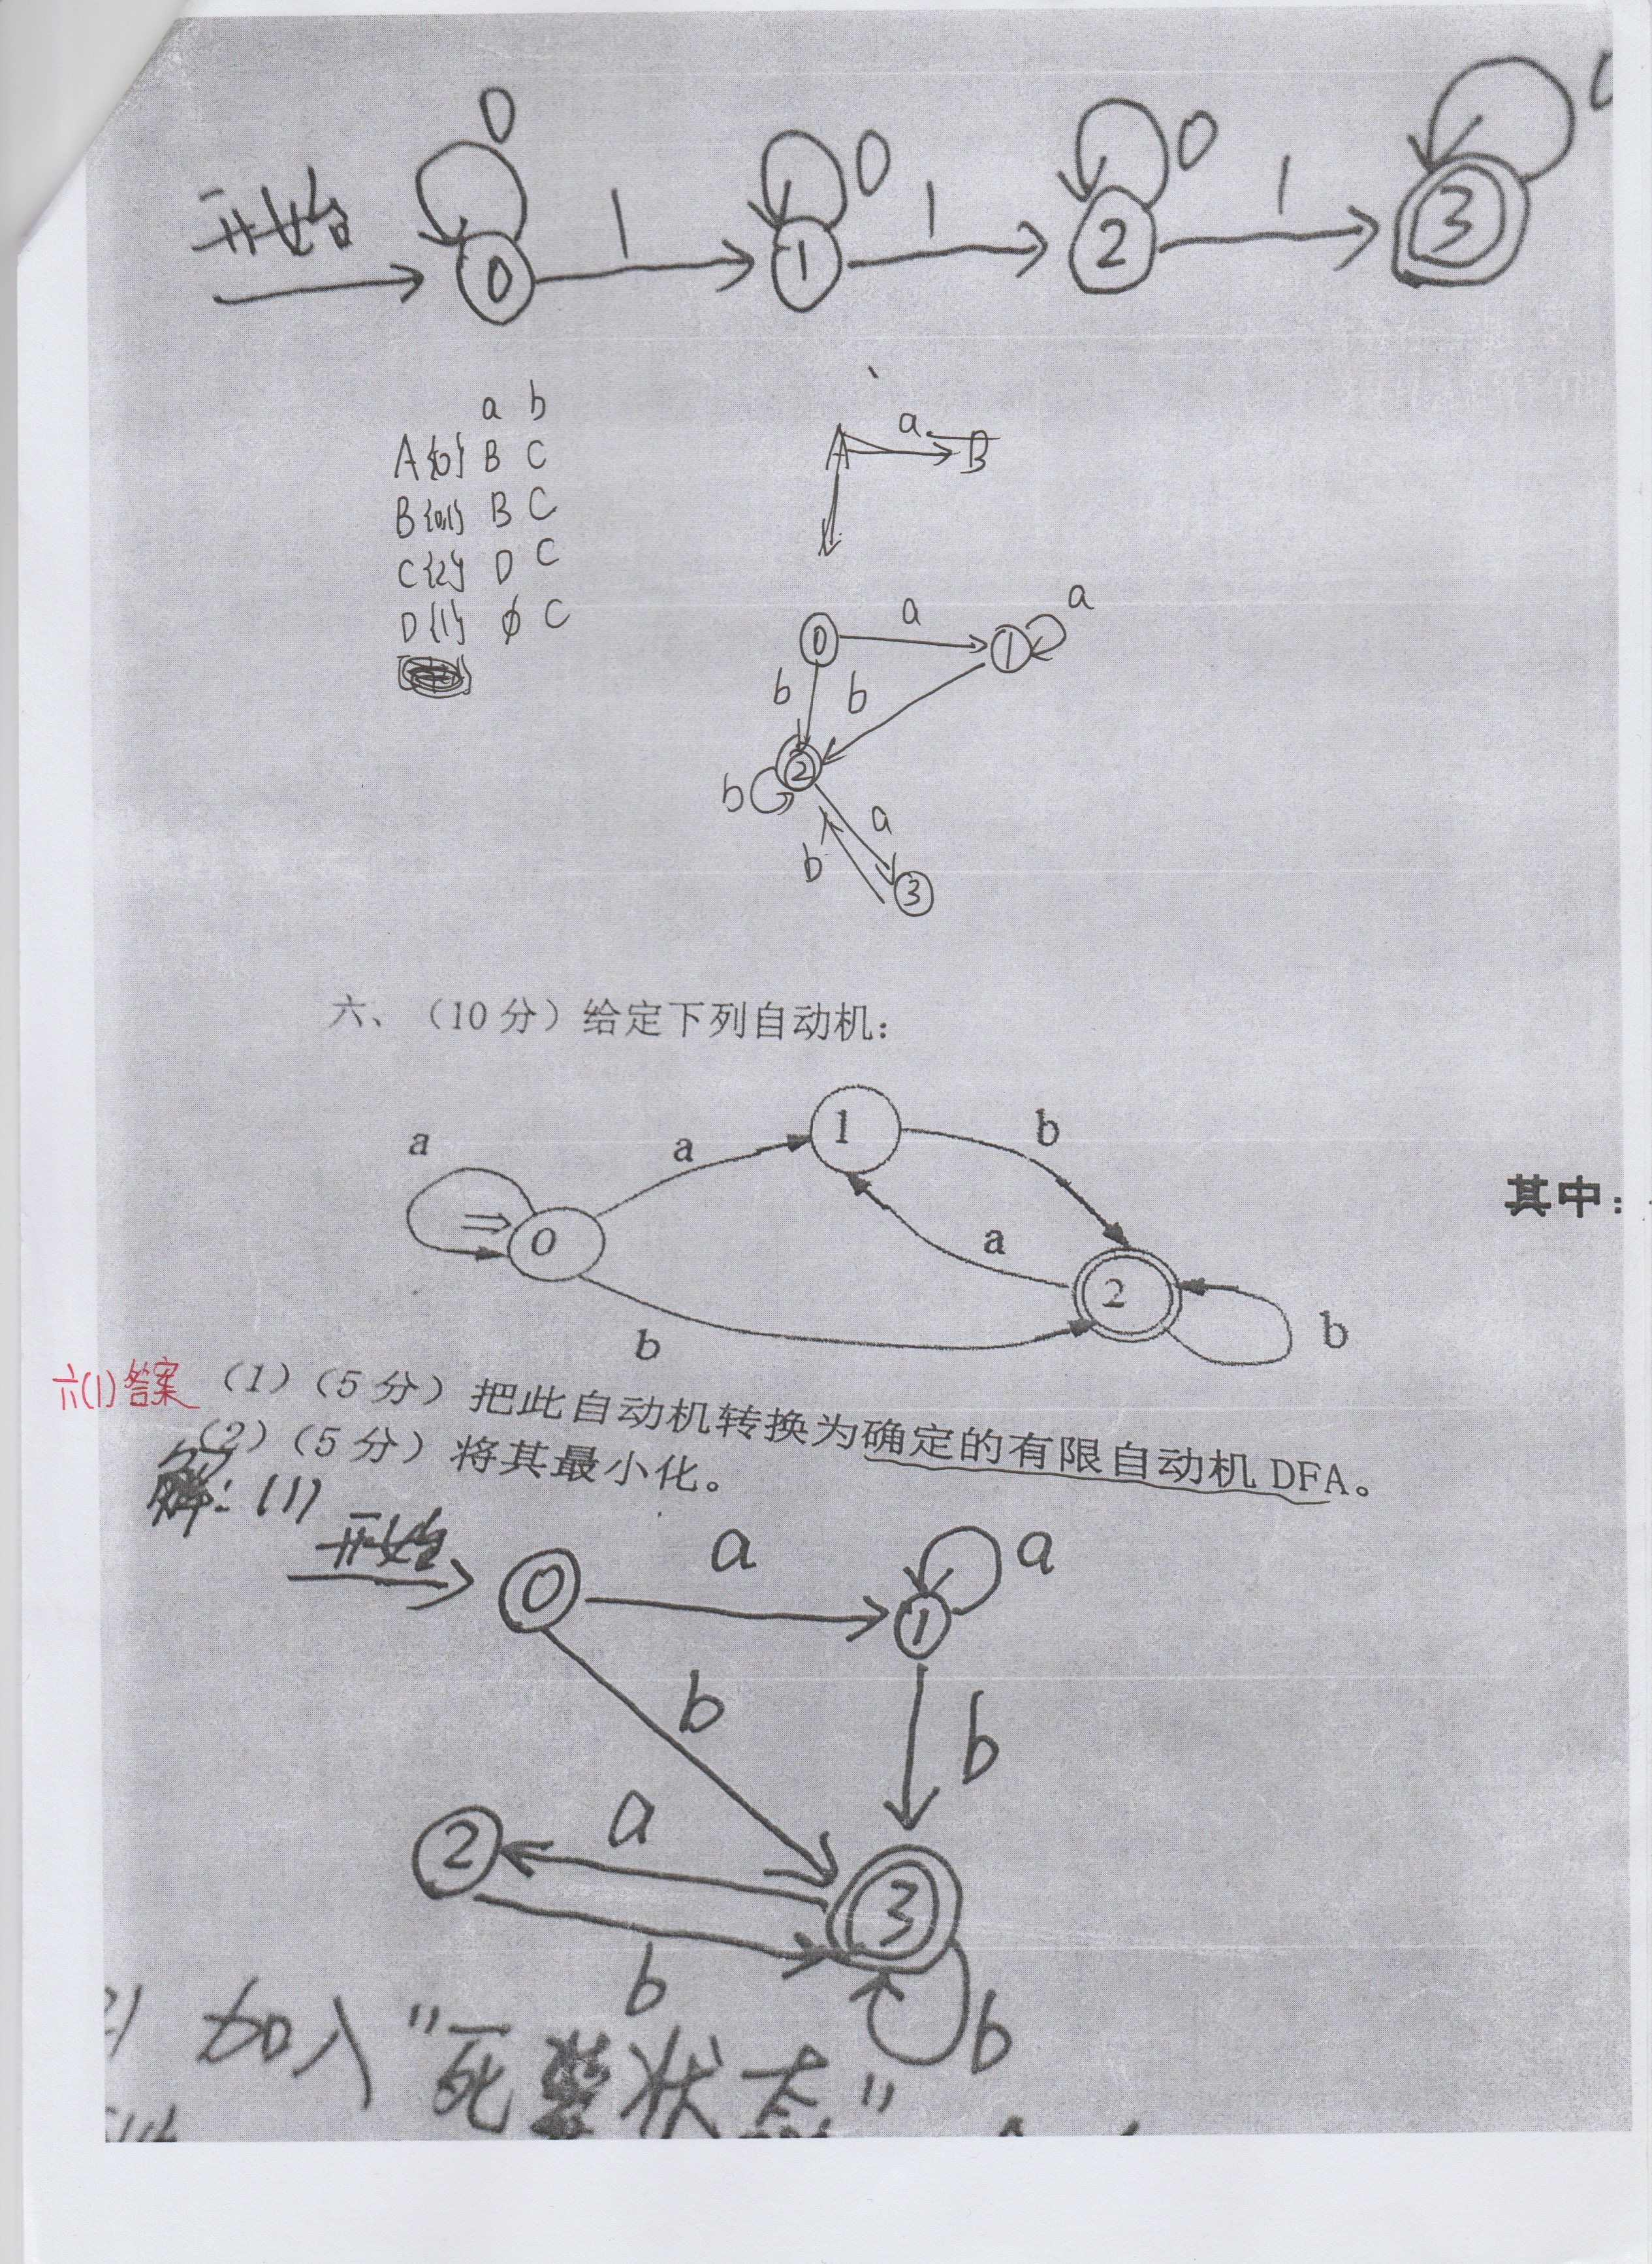 0 0 0
开始 0 1 1 1 2 1 3
a b
A{0} B C
B{0,1} B C
C{2} D C
D{1} ϕ C
A a B
0 a 1 a
b b
2
b a
b 3
六、（10 分）给定下列自动机：
a a 1 b
其中：
0 a 2
b b
六(1)答案 （1）（5 分）把此自动机转换为确定的有限自动机 DFA。
（2）（5 分）将其最小化。
解：(1)
开始 0 a 1 a
b b
2 a 3
b b
加入"死 状态"